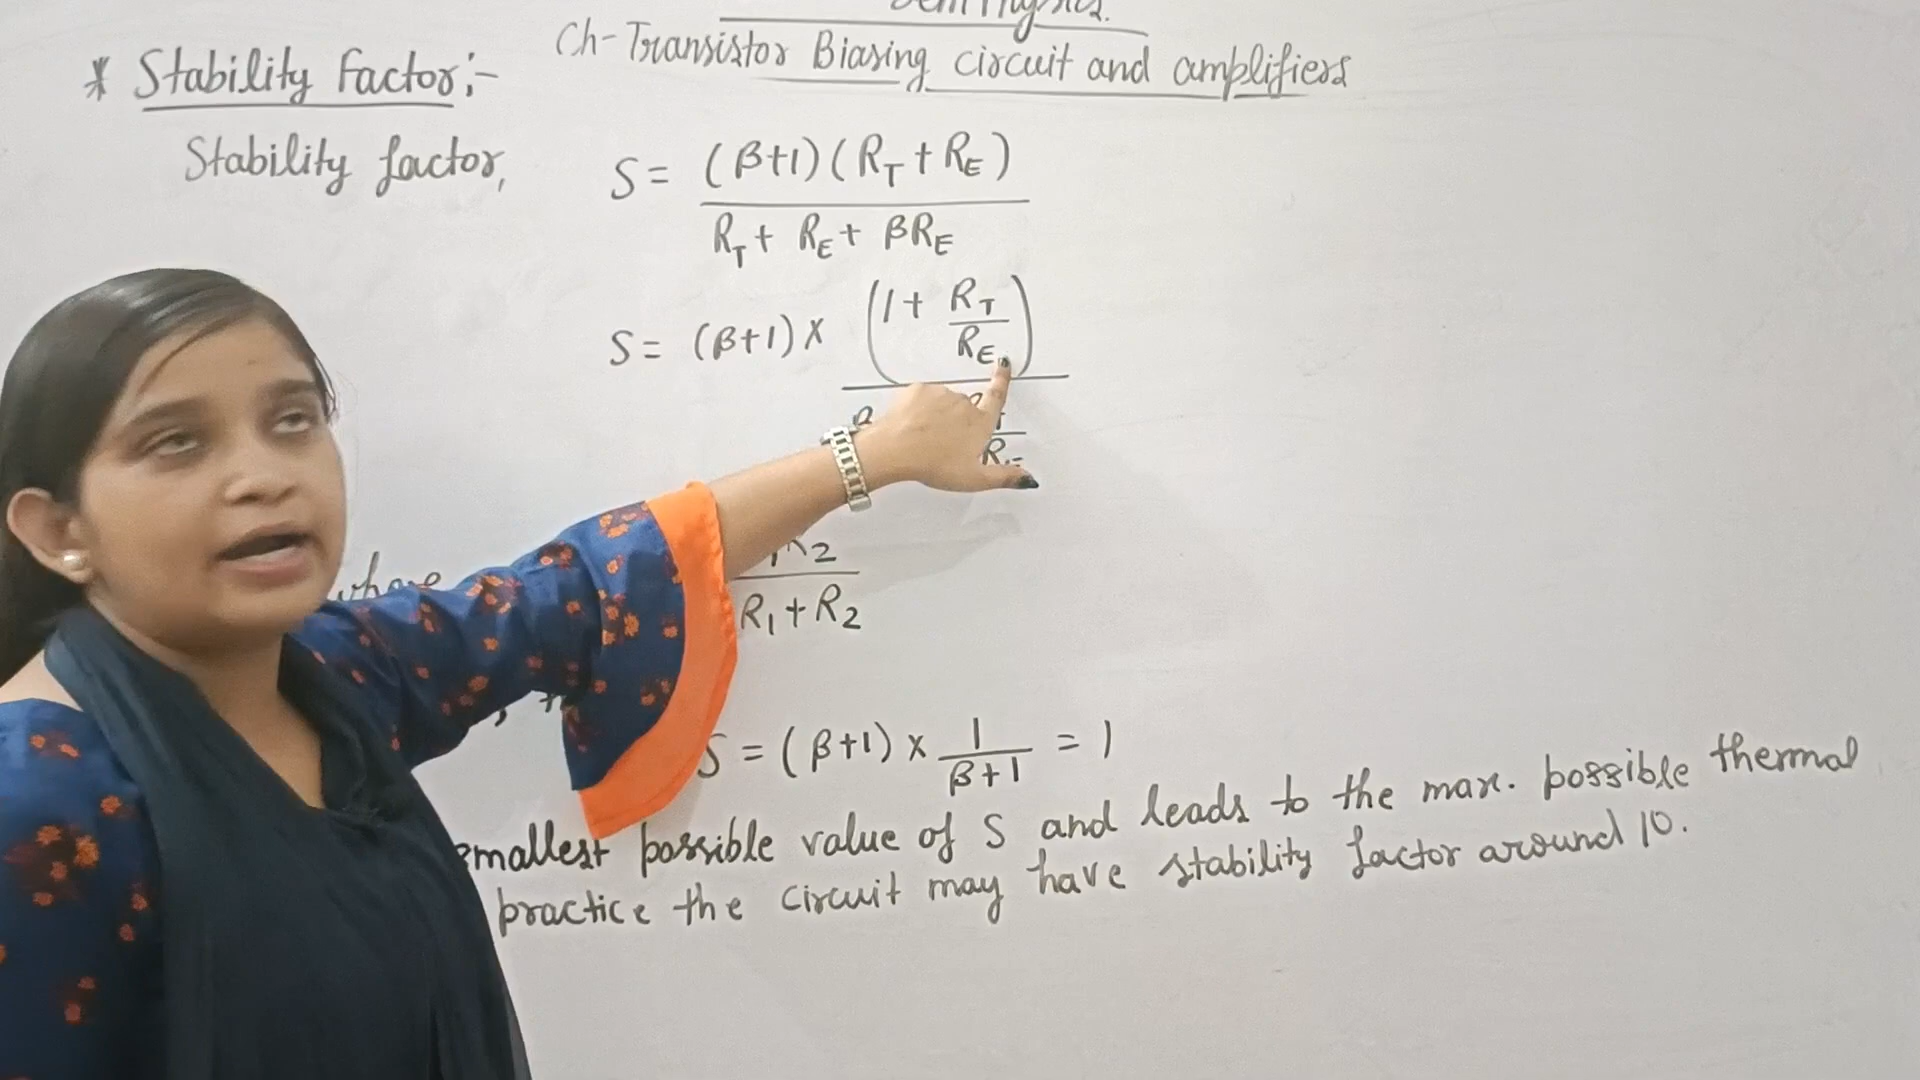 Ch-Transistor Biasing circuit and amplifiers
* Stability Factor:-
Stability factor, S = (β+1)(R_T + R_E) / R_T + R_E + βR_E
S = (β+1) x (1 + R_T/R_E)
R_1 + R_2
S = (β+1) x 1/β+1 = 1
smallest possible value of S and leads to the max. possible thermal
practice the circuit may have stability factor around 10.